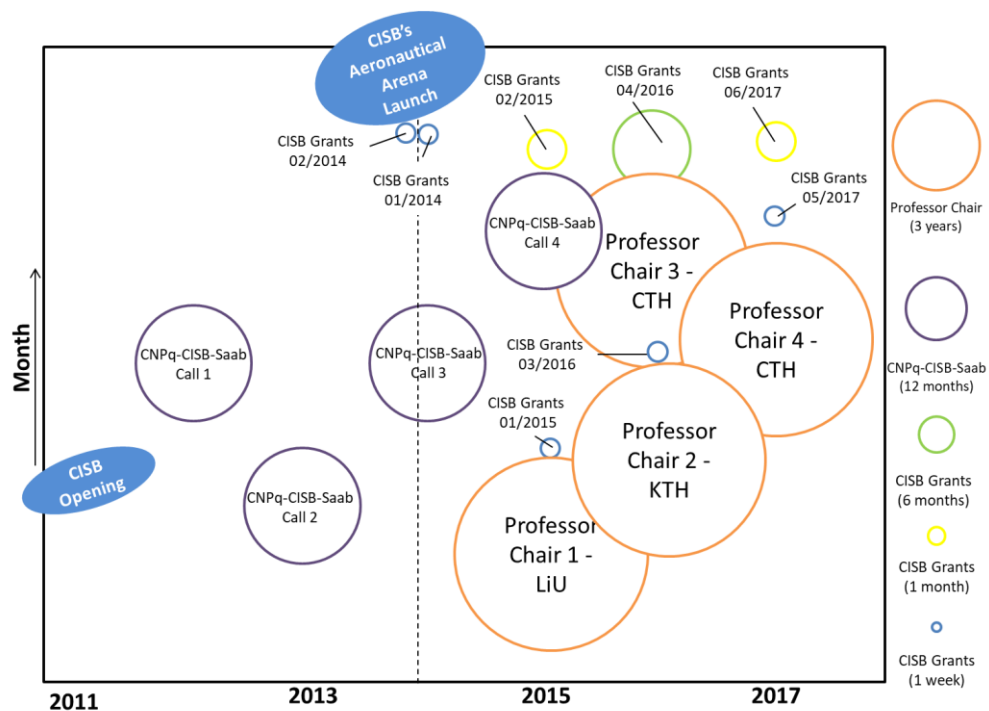 CISB's
Aeronautical
Arena
Launch
CISB Grants
02/2014
CISB Grants
01/2014
CISB Grants
02/2015
CISB Grants
04/2016
CISB Grants
06/2017
CISB Grants
05/2017
CNPq-CISB-Saab
Call 4
Professor
Chair 3 -
CTH
Professor
Chair 4 -
CTH
CNPq-CISB-Saab
Call 1
CNPq-CISB-Saab
Call 3
CISB Grants
03/2016
CISB Grants
01/2015
Professor
Chair 2 -
KTH
CISB
Opening
CNPq-CISB-Saab
Call 2
Professor
Chair 1 -
LiU
Month
2011
2013
2015
2017
Professor Chair
(3 years)
CNPq-CISB-Saab
(12 months)
CISB Grants
(6 months)
CISB Grants
(1 month)
CISB Grants
(1 week)